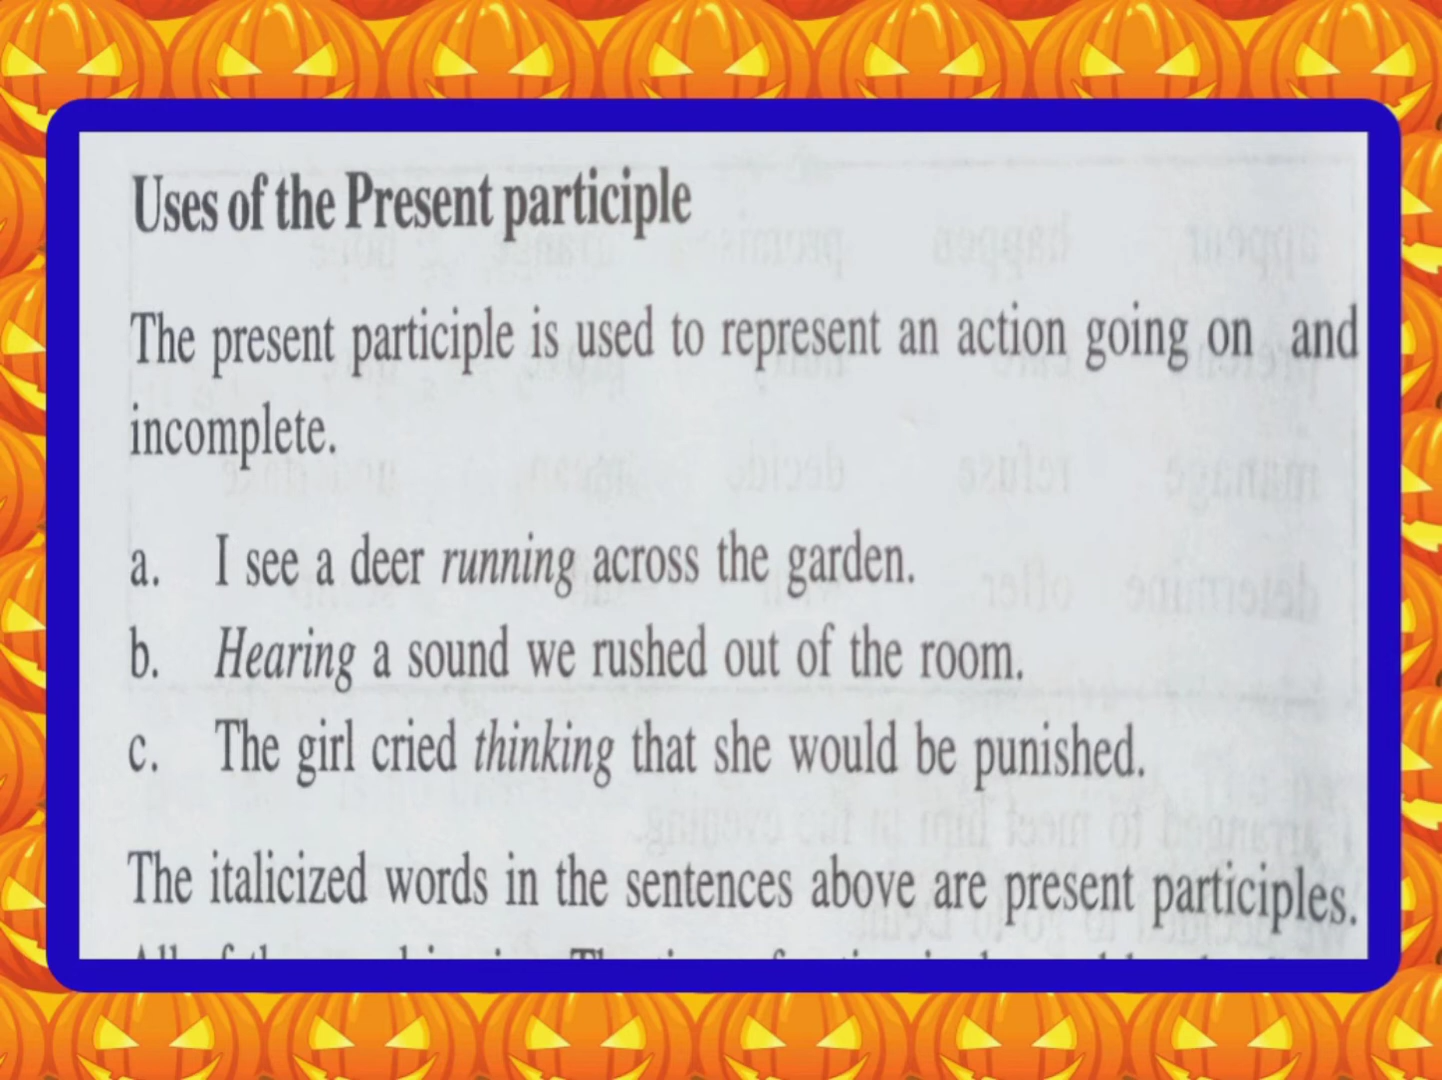 Uses of the Present participle
The present participle is used to represent an action going on and
incomplete.
a. I see a deer running across the garden.
b. Hearing a sound we rushed out of the room.
c. The girl cried thinking that she would be punished.
The italicized words in the sentences above are present participles.